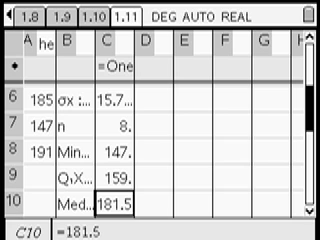 1.8 1.9 1.10 1.11 DEG AUTO REAL
A he B C D E F G H
◆ =One
6 185 σx :... 15.7...
7 147 n 8.
8 191 Min... 147.
9 Q₁X... 159.
10 Med... 181.5
C10 =181.5